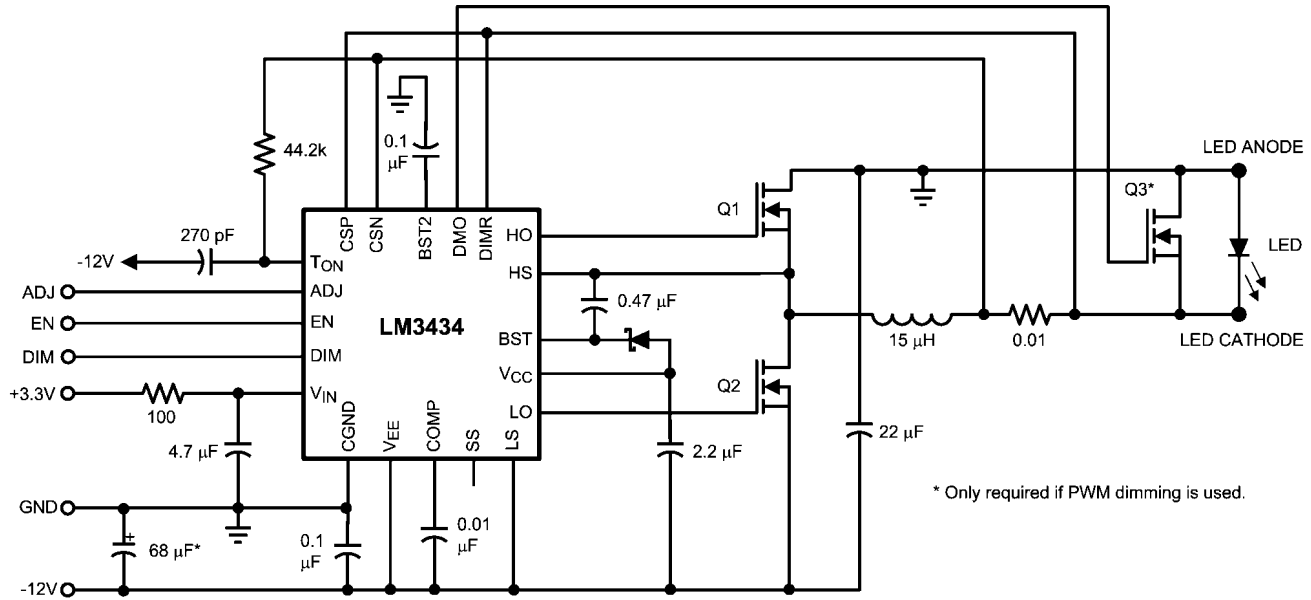 44.2k
0.1
µF
LED ANODE
Q3*
Q1
CSP
CSN
BST2
DMO
DIMR
270 pF
HO
-12V
TON
LED
ADJ
ADJ
HS
0.47 µF
EN
EN
LM3434
BST
15 µH
0.01
LED CATHODE
DIM
DIM
VCC
Q2
+3.3V
100
VIN
LO
CGND
VEE
COMP
SS
LS
4.7 µF
2.2 µF
22 µF
* Only required if PWM dimming is used.
GND
68 µF*
+
0.1
µF
0.01
µF
-12V